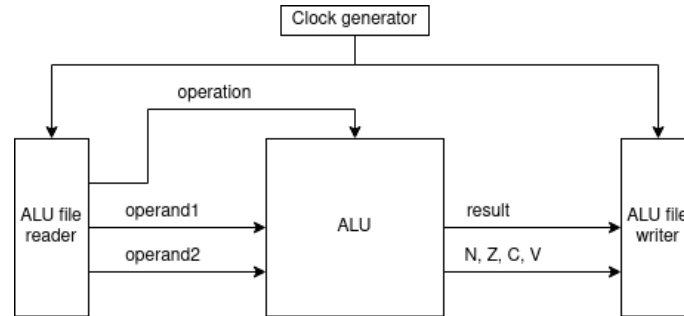 Clock generator
operation
ALU file
reader
operand1
operand2
ALU
result
N, Z, C, V
ALU file
writer